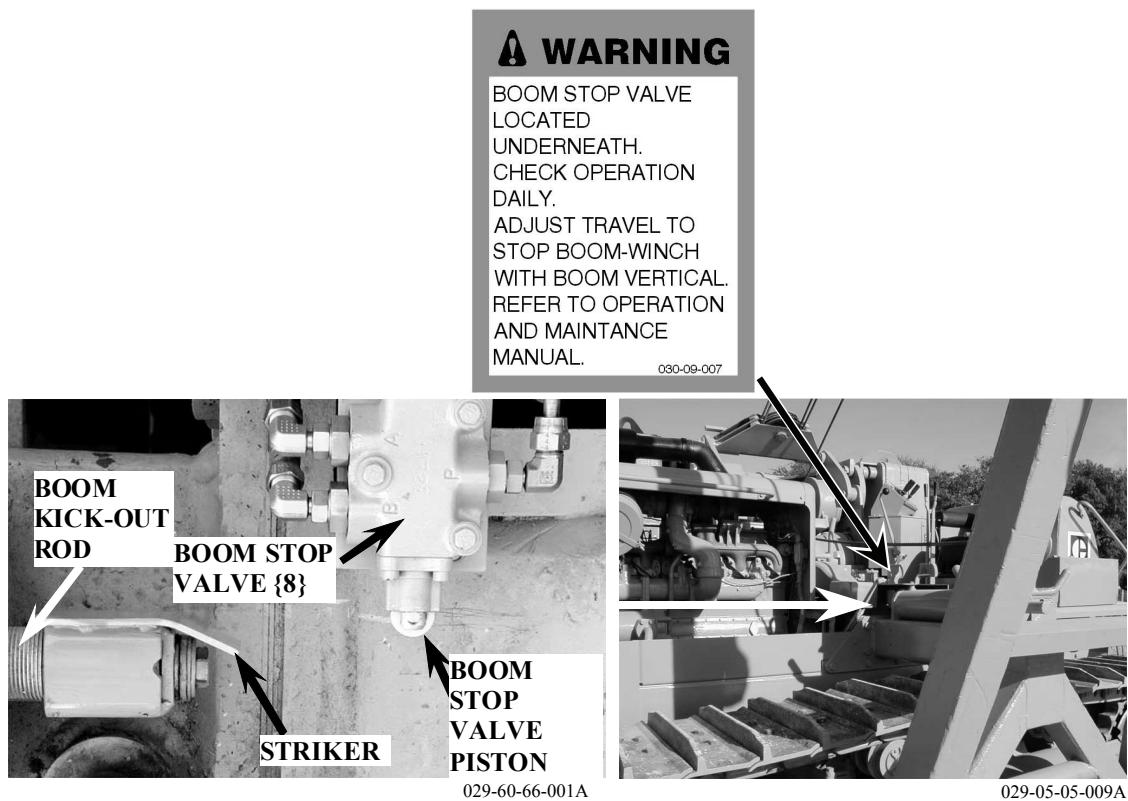 WARNING
BOOM STOP VALVE
LOCATED
UNDERNEATH.
CHECK OPERATION
DAILY.
ADJUST TRAVEL TO
STOP BOOM-WINCH
WITH BOOM VERTICAL.
REFER TO OPERATION
AND MAINTANCE
MANUAL.
030-09-007
BOOM
KICK-OUT
ROD
BOOM STOP
VALVE {8}
A
B
P
STRIKER
BOOM
STOP
VALVE
PISTON
029-60-66-001A
029-05-05-009A